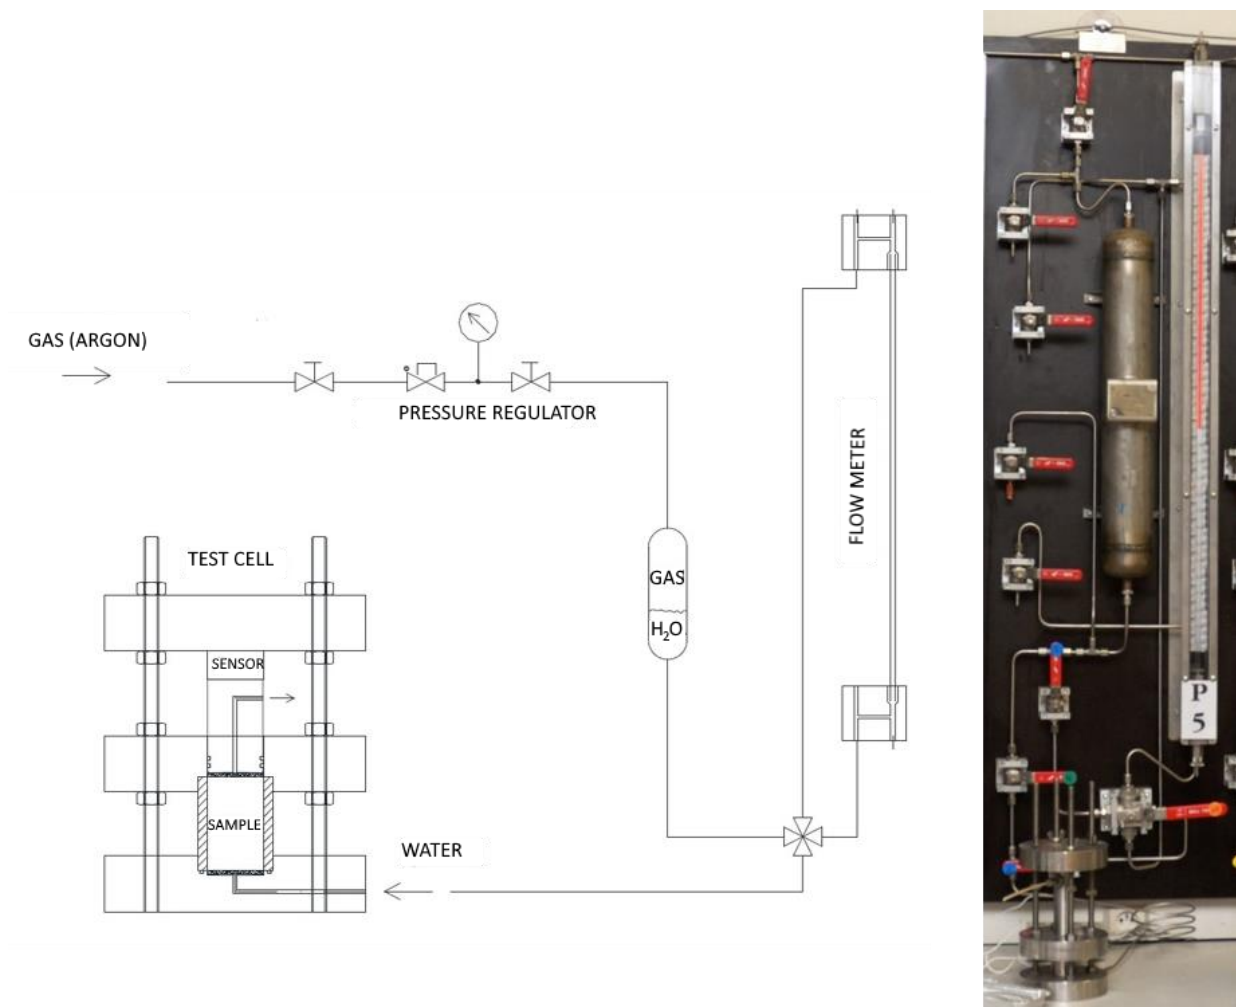 GAS (ARGON)
PRESSURE REGULATOR
FLOW METER
TEST CELL
GAS
H₂O
SENSOR
SAMPLE
WATER
P
5